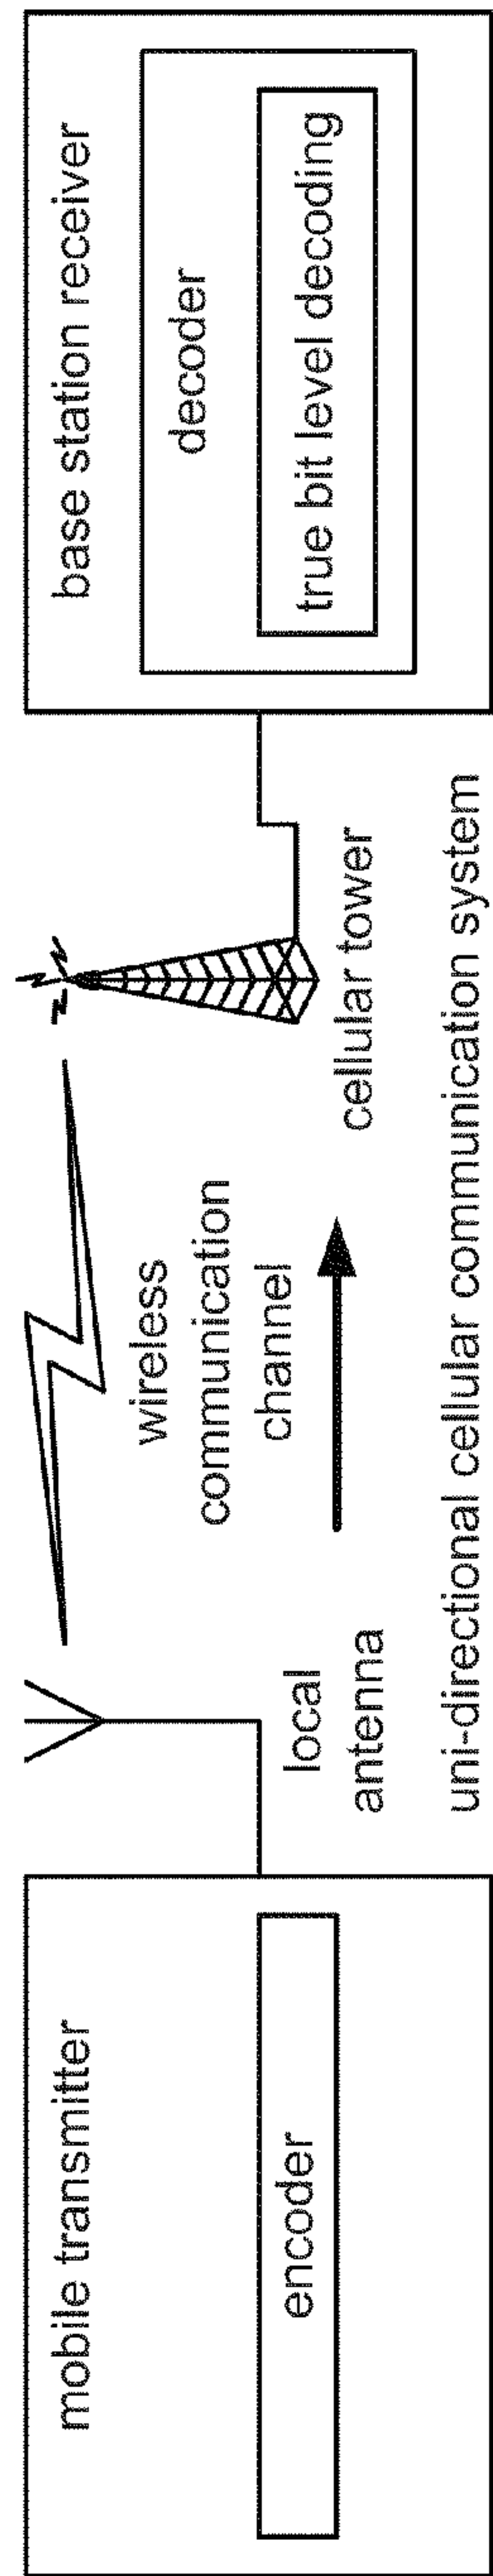 mobile transmitter
encoder
local
antenna
wireless
communication
channel
cellular tower
base station receiver
decoder
true bit level decoding
uni-directional cellular communication system